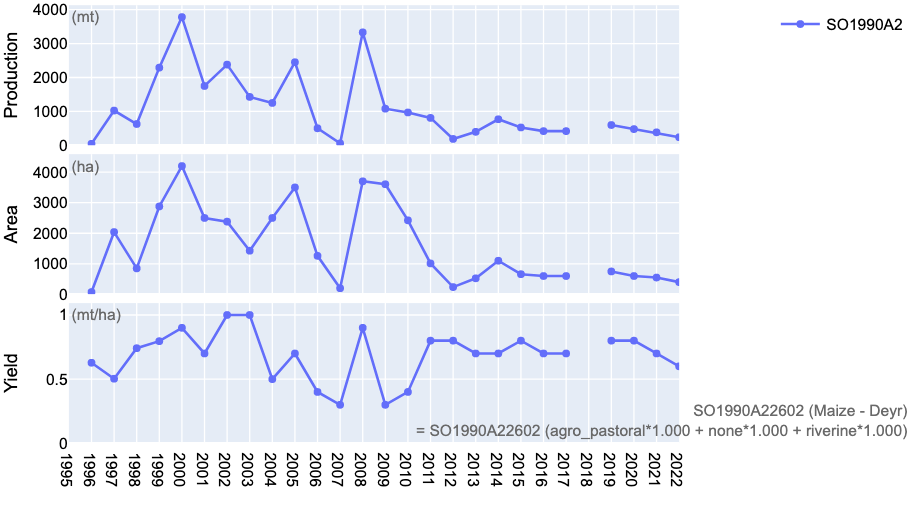 (mt)
SO1990A2
4000
3000
2000
1000
0
Production
(ha)
4000
3000
2000
1000
0
Area
(mt/ha)
1
0.5
0
Yield
SO1990A22602 (Maize - Deyr)
= SO1990A22602 (agro_pastoral*1.000 + none*1.000 + riverine*1.000)
1995 1996 1997 1998 1999 2000 2001 2002 2003 2004 2005 2006 2007 2008 2009 2010 2011 2012 2013 2014 2015 2016 2017 2018 2019 2020 2021 2022